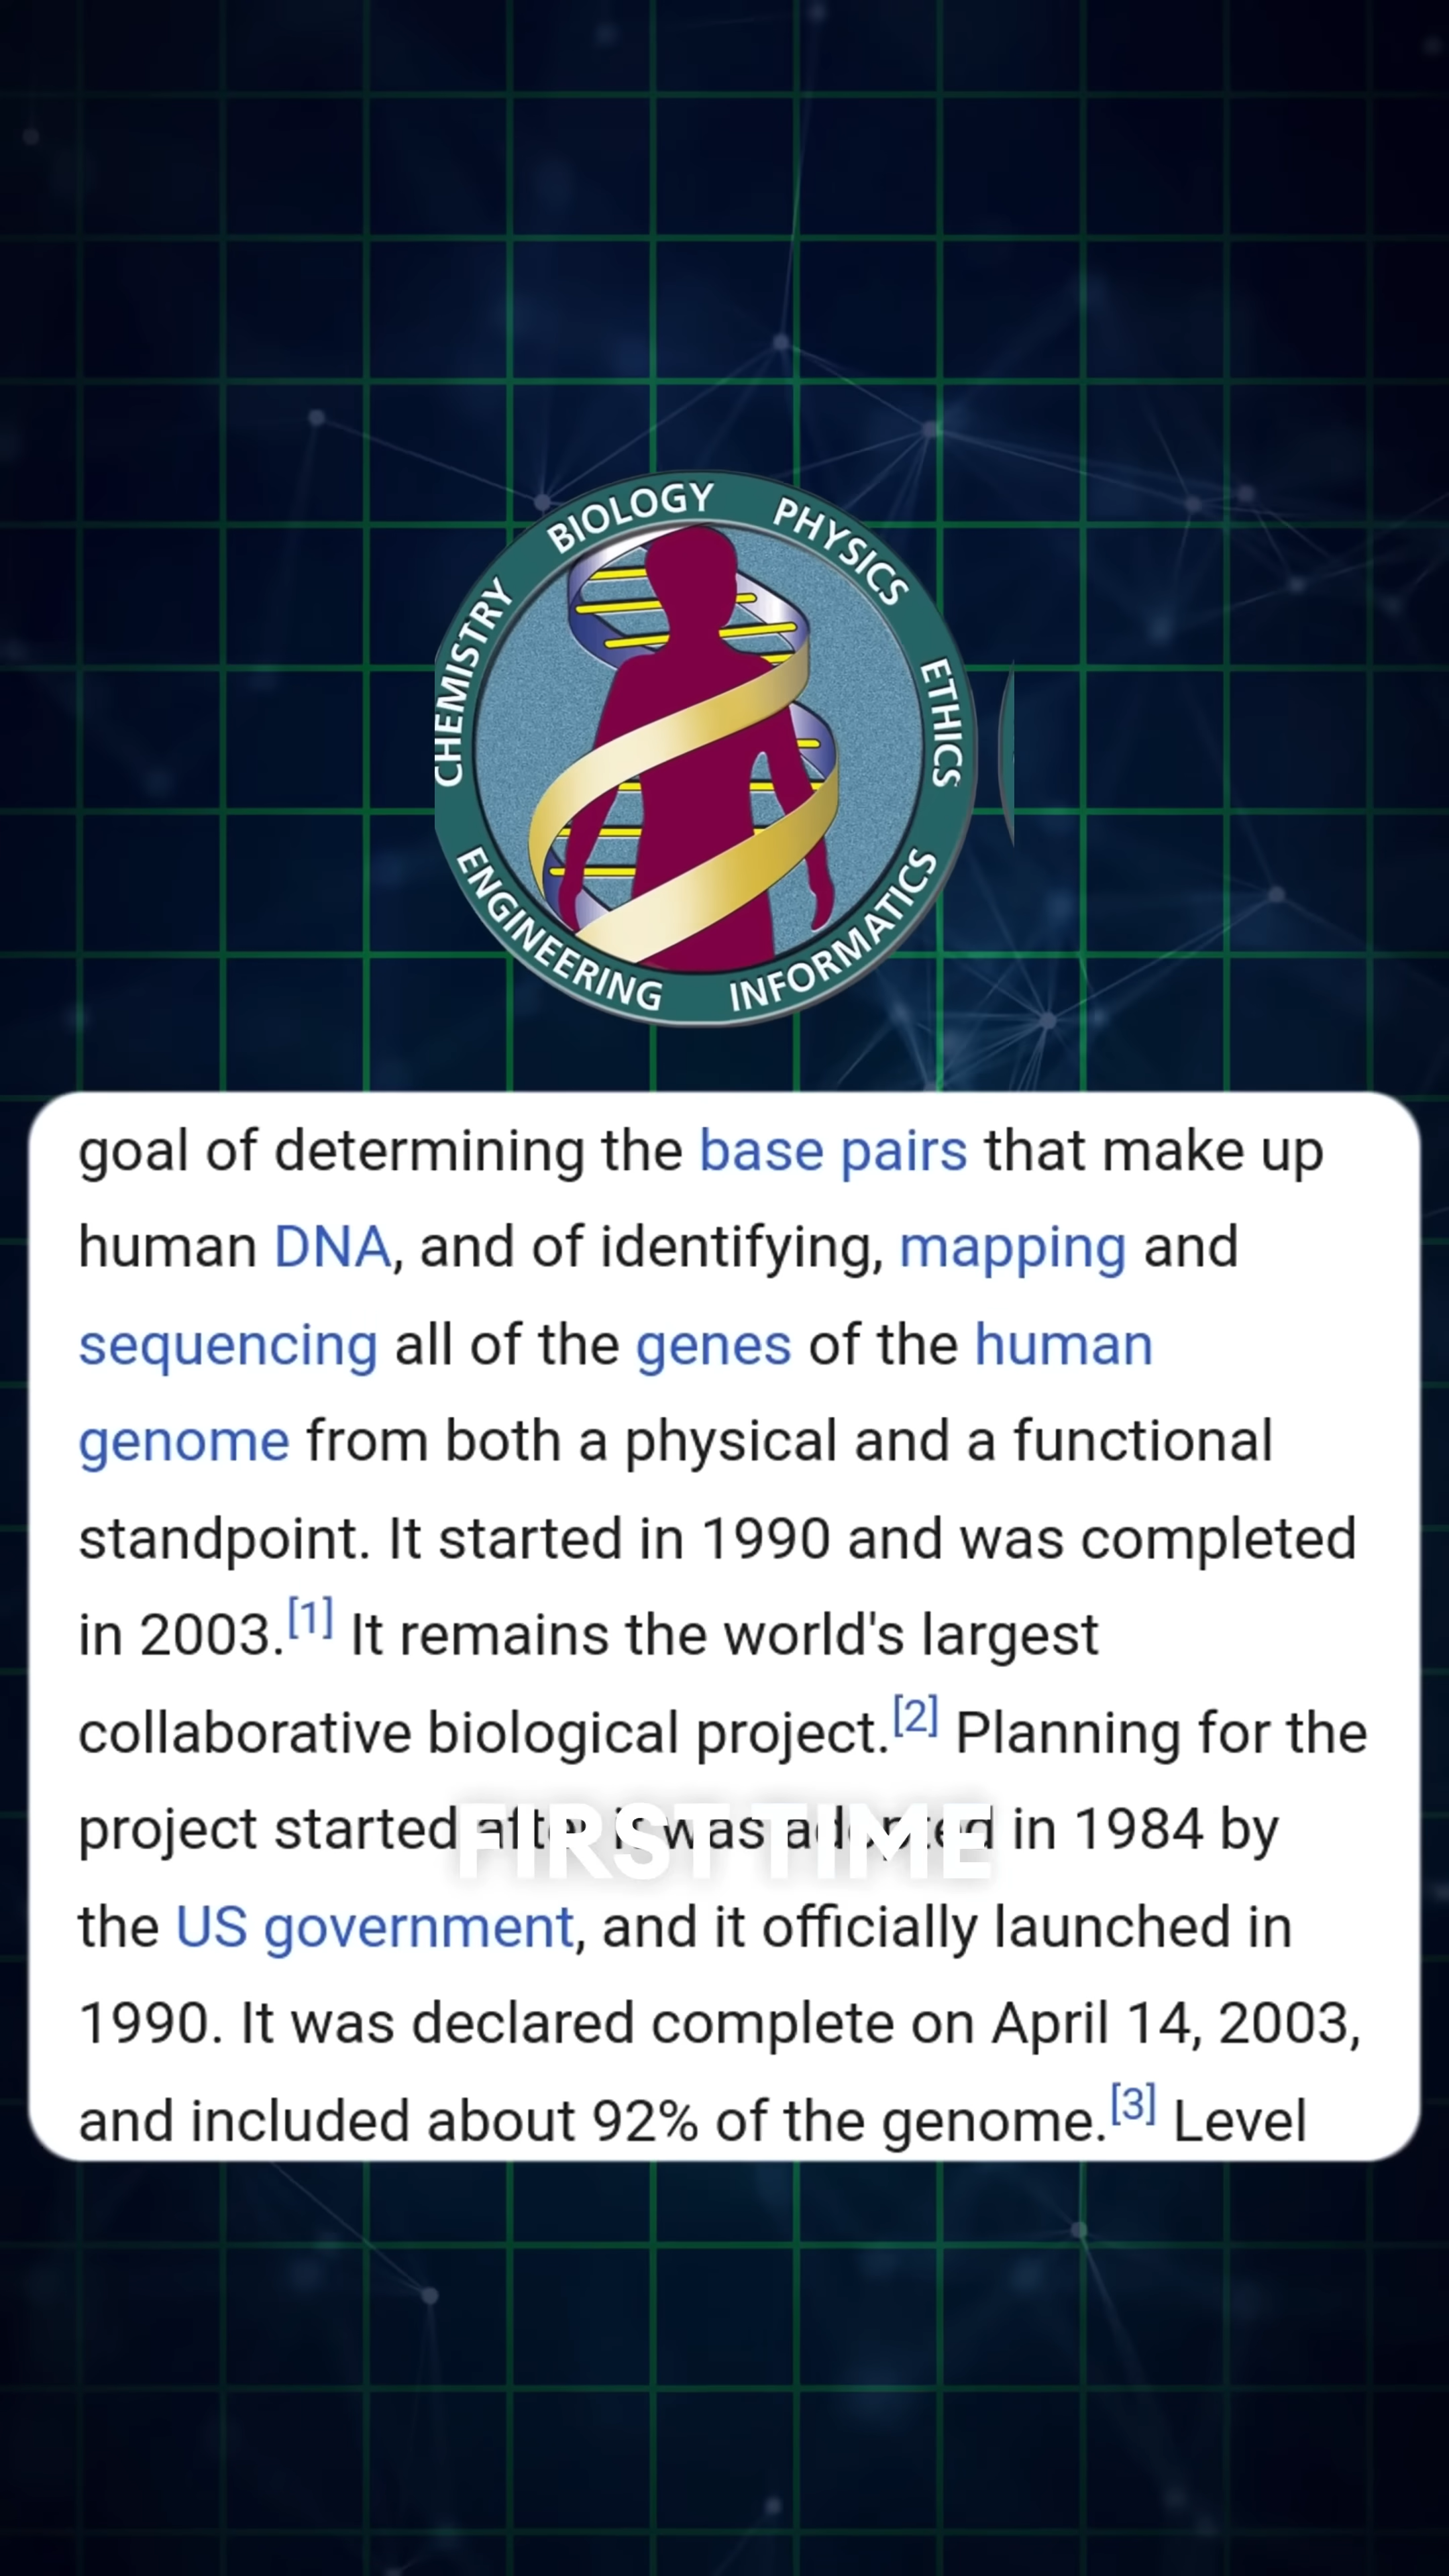 BIOLOGY
PHYSICS
CHEMISTRY
ETHICS
ENGINEERING
INFORMATICS
goal of determining the base pairs that make up
human DNA, and of identifying, mapping and
sequencing all of the genes of the human
genome from both a physical and a functional
standpoint. It started in 1990 and was completed
in 2003.[1] It remains the world's largest
collaborative biological project.[2] Planning for the
project started after it was adopted in 1984 by
FIRST TIME
the US government, and it officially launched in
1990. It was declared complete on April 14, 2003,
and included about 92% of the genome.[3] Level